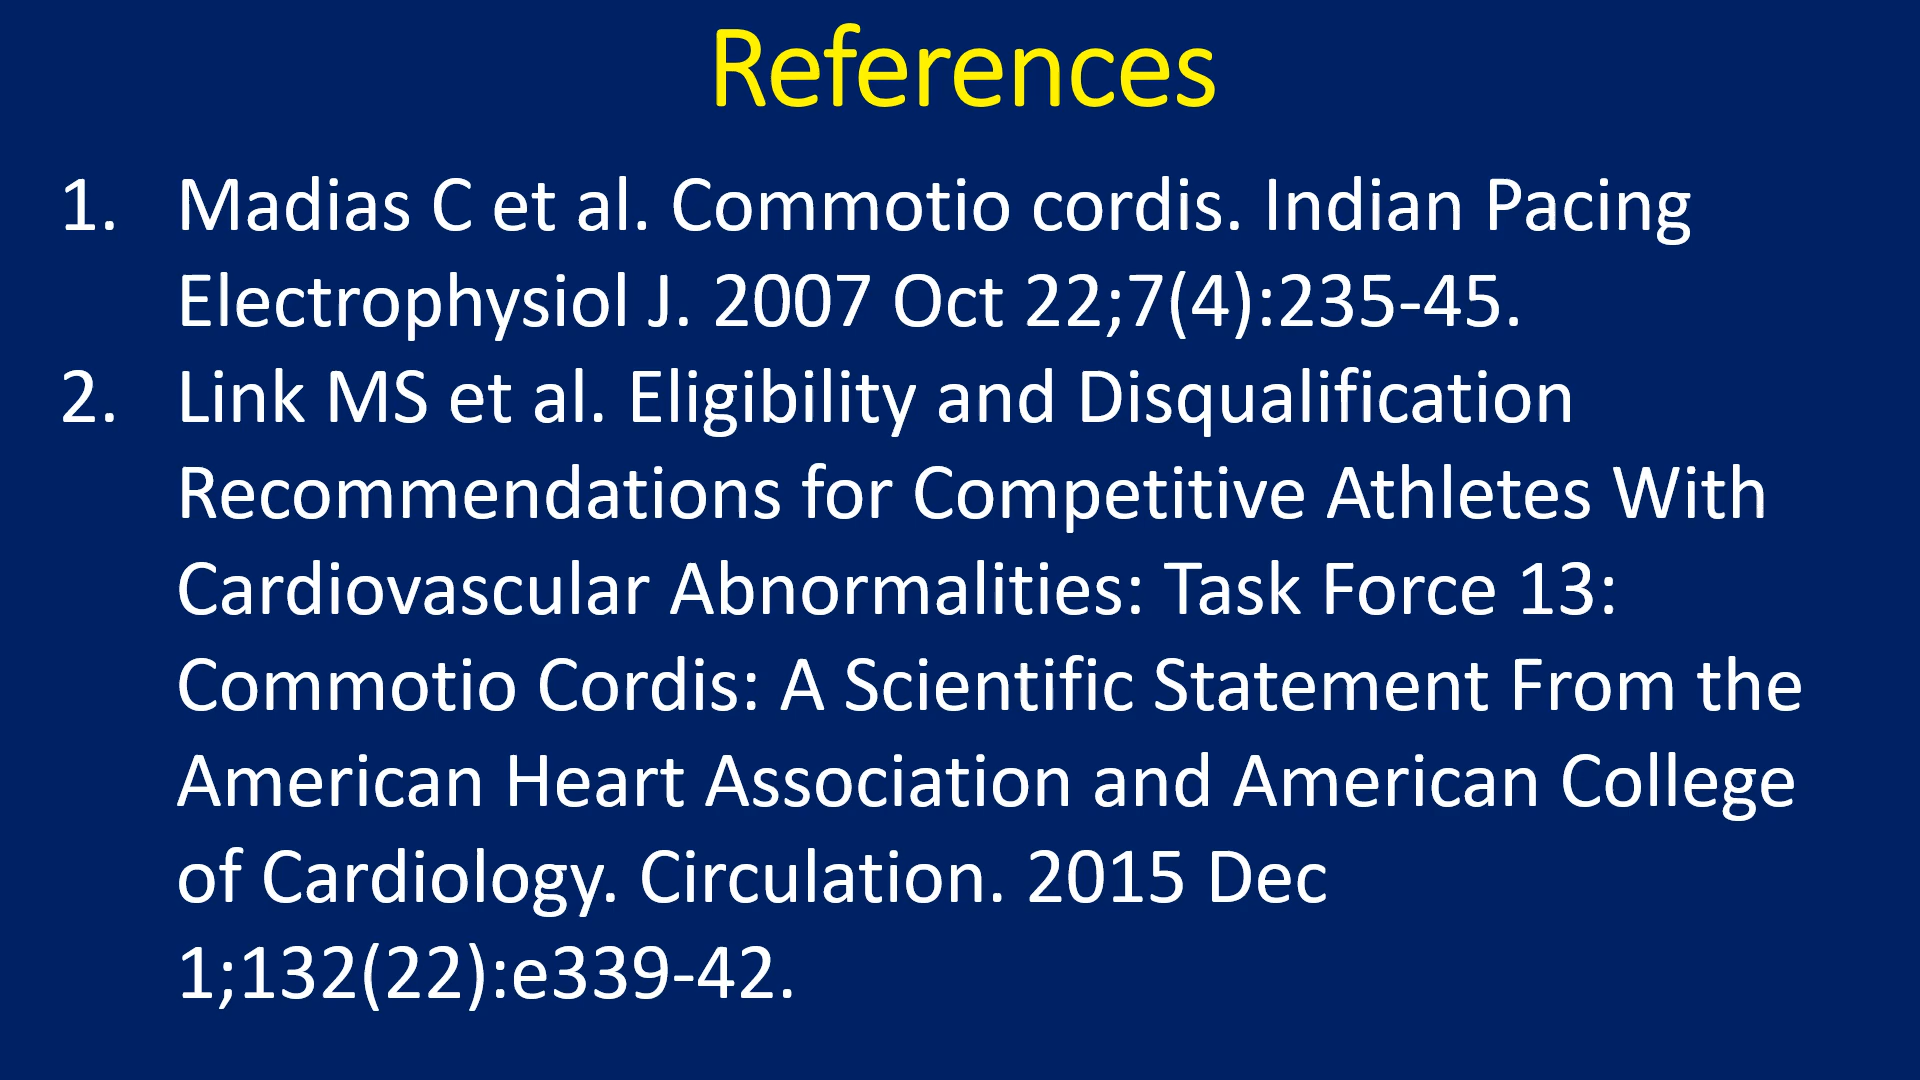 References
1. Madias C et al. Commotio cordis. Indian Pacing
Electrophysiol J. 2007 Oct 22;7(4):235-45.
2. Link MS et al. Eligibility and Disqualification
Recommendations for Competitive Athletes With
Cardiovascular Abnormalities: Task Force 13:
Commotio Cordis: A Scientific Statement From the
American Heart Association and American College
of Cardiology. Circulation. 2015 Dec
1;132(22):e339-42.